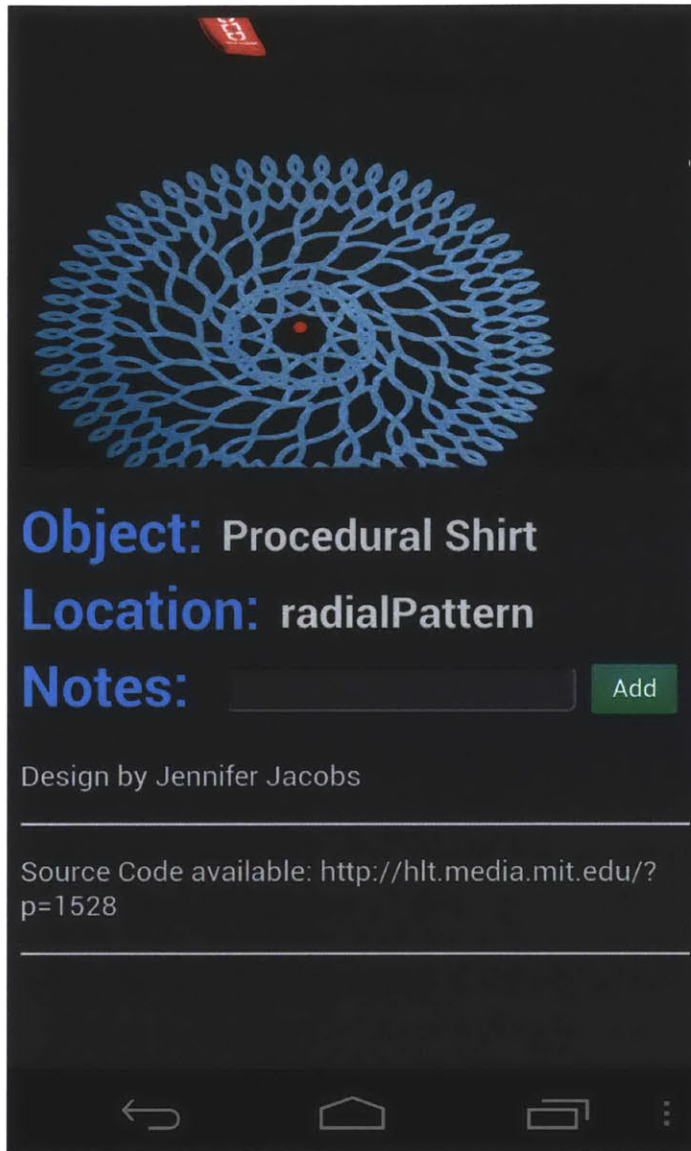 Object: Procedural Shirt
Location: radialPattern
Notes:
Add
Design by Jennifer Jacobs
Source Code available: http://hlt.media.mit.edu/?
p=1528